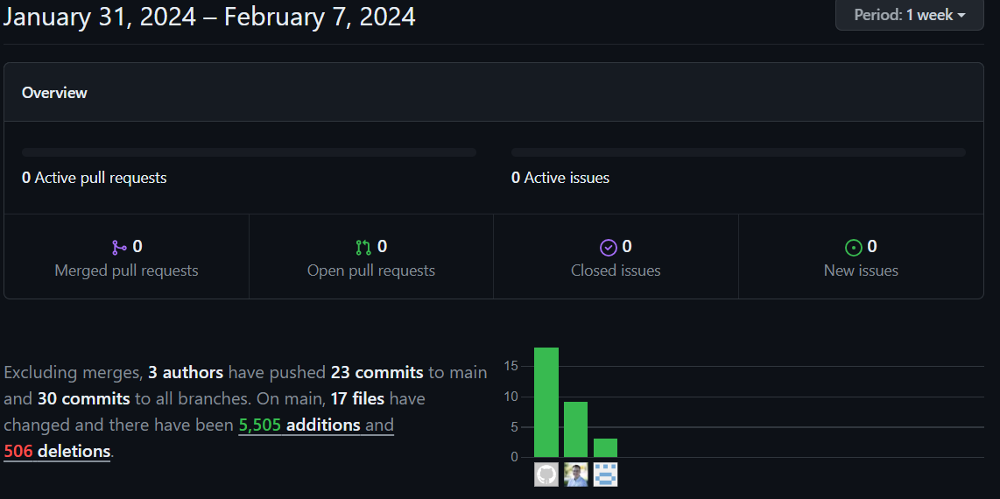 January 31, 2024 – February 7, 2024
Period: 1 week
Overview
0 Active pull requests
0 Active issues
0
Merged pull requests
0
Open pull requests
0
Closed issues
0
New issues
Excluding merges, 3 authors have pushed 23 commits to main
and 30 commits to all branches. On main, 17 files have
changed and there have been 5,505 additions and
506 deletions.
15
10
5
0